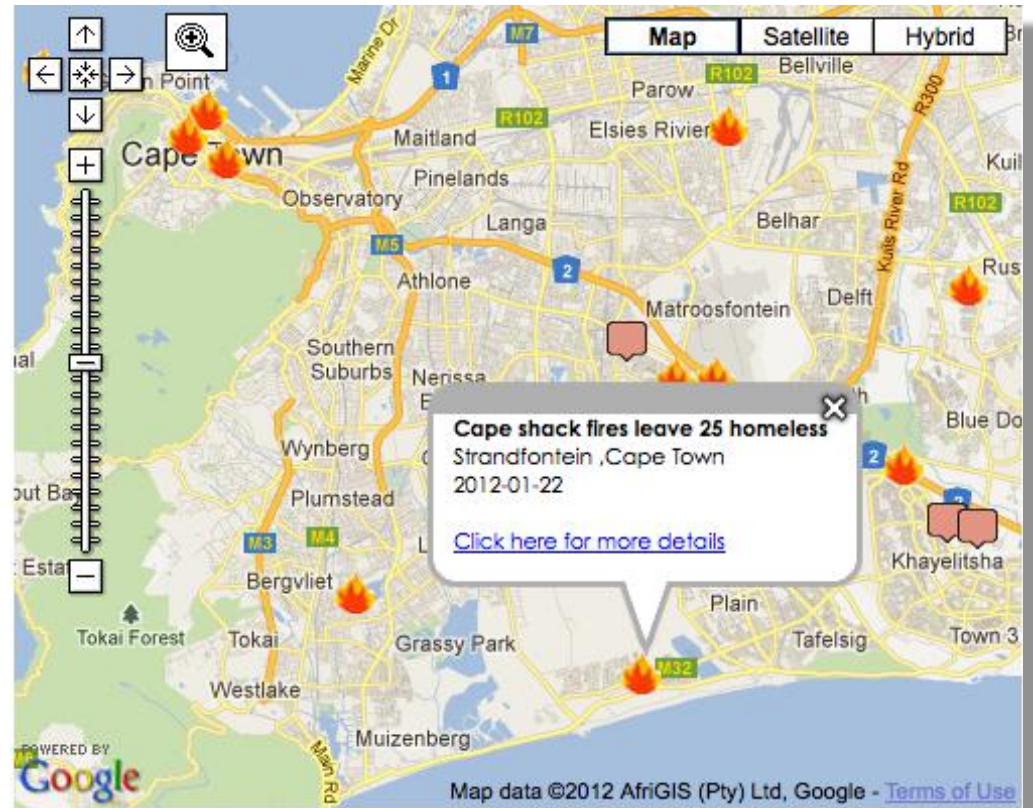 M7
Marine Dr
Map
Satellite
Hybrid
Point
1
R102
Bellville
Parow
R300
R102
Elsies Rivier
Maitland
Cape Town
Pinelands
Kuils River Rd
R102
Observatory
Langa
Belhar
M5
2
Athlone
Matroosfontein
Delft
Southern
Suburbs
Nerissa
Cape shack fires leave 25 homeless
Strandfontein ,Cape Town
2012-01-22
Click here for more details
Blue Do
Wynberg
2
Plumstead
2
M3
M4
Khayelitsha
Bergvliet
Plain
Tokai Forest
Tokai
Grassy Park
Tafelsig
Town 3
M32
Westlake
Muizenberg
Main Rd
POWERED BY
Google
Map data ©2012 AfriGIS (Pty) Ltd, Google - Terms of Use